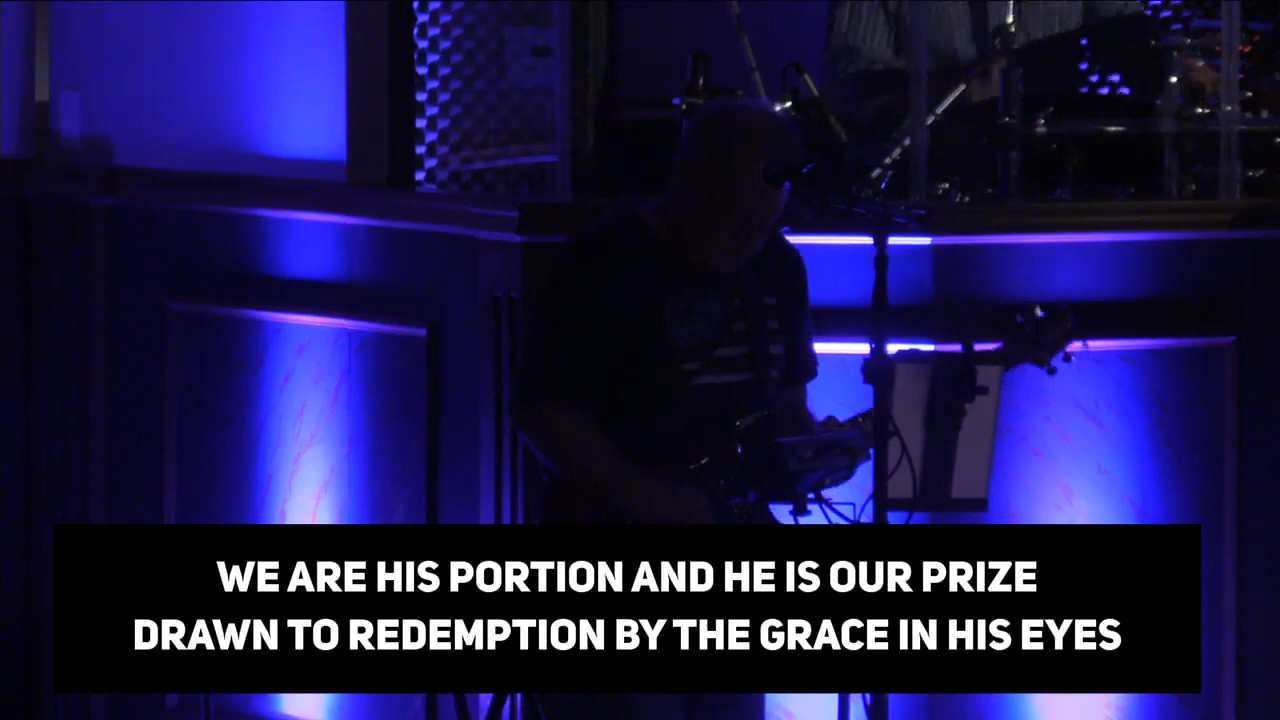 WE ARE HIS PORTION AND HE IS OUR PRIZE
DRAWN TO REDEMPTION BY THE GRACE IN HIS EYES